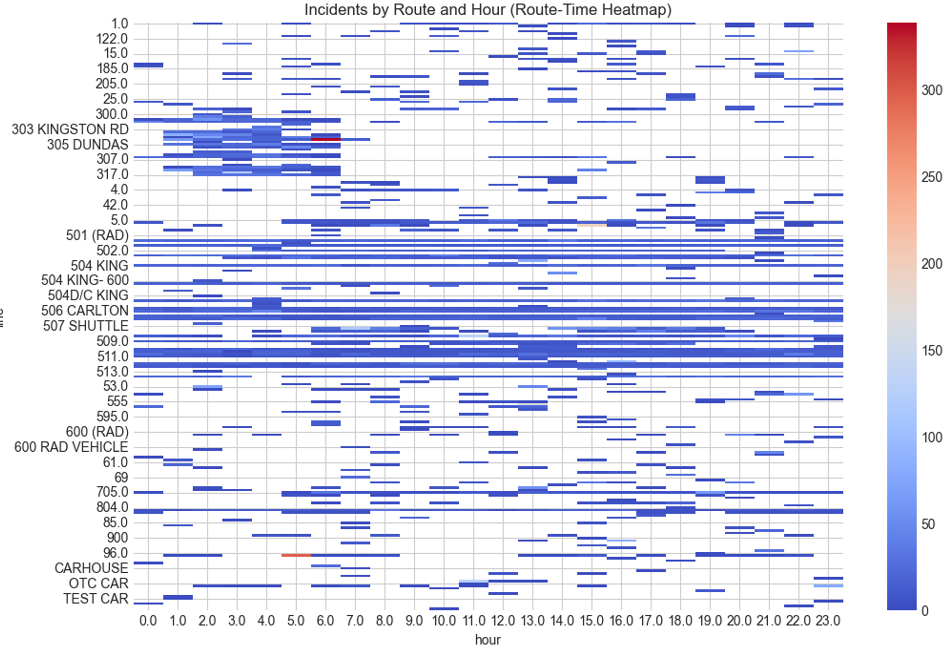 Incidents by Route and Hour (Route-Time Heatmap)
1.0
122.0
15.0
185.0
205.0
25.0
300.0
303 KINGSTON RD
305 DUNDAS
307.0
317.0
4.0
42.0
5.0
501 (RAD)
502.0
504 KING
504 KING- 600
504D/C KING
506 CARLTON
507 SHUTTLE
509.0
511.0
513.0
53.0
555
595.0
600 (RAD)
600 RAD VEHICLE
61.0
69
705.0
804.0
85.0
900
96.0
CARHOUSE
OTC CAR
TEST CAR
0.0 1.0 2.0 3.0 4.0 5.0 6.0 7.0 8.0 9.0 10.0 11.0 12.0 13.0 14.0 15.0 16.0 17.0 18.0 19.0 20.0 21.0 22.0 23.0
hour
300
250
200
150
100
50
0